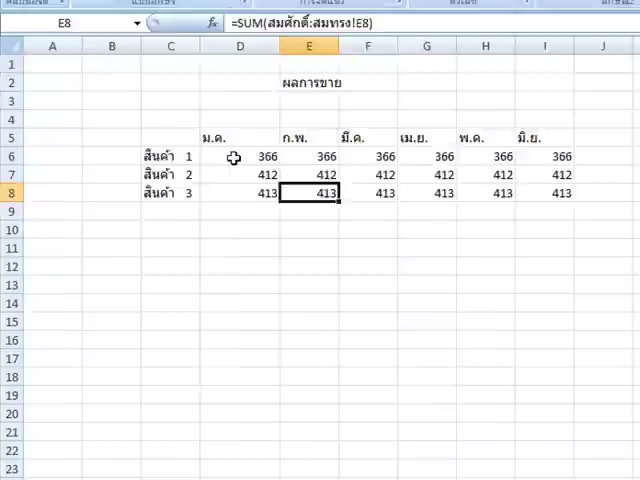 E8 fx =SUM(สมศักดิ์:สมทรง!E8)
A B C D E F G H I J
1
2 ผลการขาย
3
4
5 ม.ค. ก.พ. มี.ค. เม.ย. พ.ค. มิ.ย.
6 สินค้า 1 366 366 366 366 366 366
7 สินค้า 2 412 412 412 412 412 412
8 สินค้า 3 413 413 413 413 413 413
9
10
11
12
13
14
15
16
17
18
19
20
21
22
23